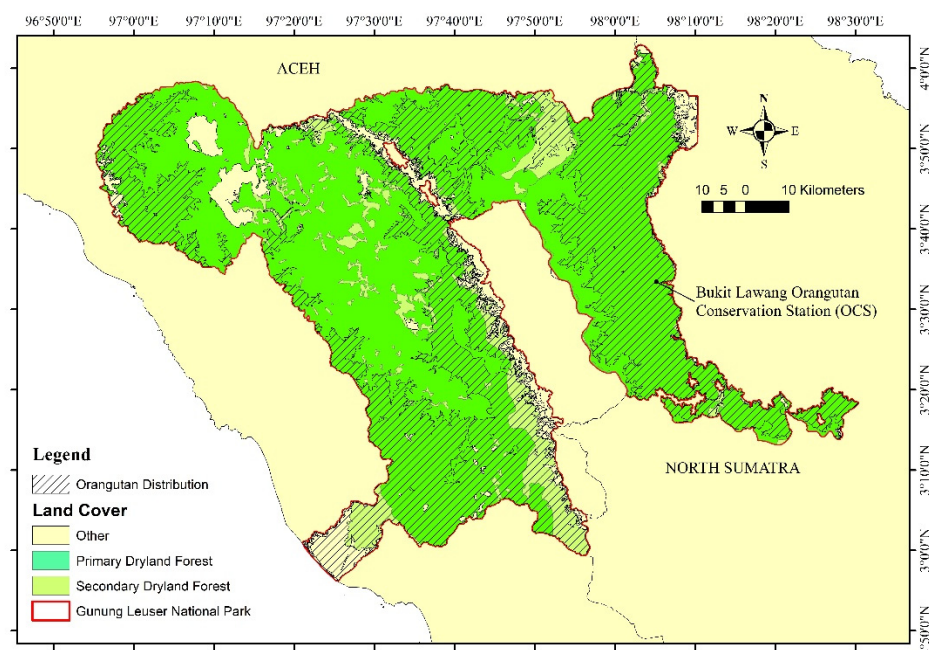 96°50'0"E 97°0'0"E 97°10'0"E 97°20'0"E 97°30'0"E 97°40'0"E 97°50'0"E 98°0'0"E 98°10'0"E 98°20'0"E 98°30'0"E
ACEH
4°0'0"N
N
W E
S
3°50'0"N
10 5 0 10 Kilometers
3°40'0"N
Bukit Lawang Orangutan
Conservation Station (OCS)
3°30'0"N
3°20'0"N
NORTH SUMATRA
3°10'0"N
3°0'0"N
Legend
Orangutan Distribution
Land Cover
Other
Primary Dryland Forest
Secondary Dryland Forest
Gunung Leuser National Park